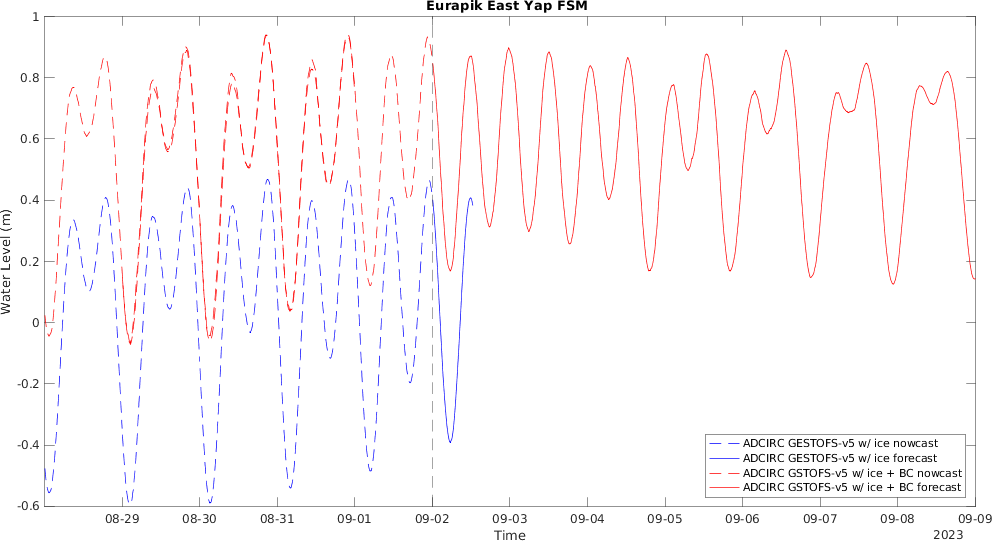 Eurapik East Yap FSM
1
0.8
0.6
0.4
0.2
0
-0.2
-0.4
-0.6
Water Level (m)
ADCIRC GESTOFS-v5 w/ ice nowcast
ADCIRC GESTOFS-v5 w/ ice forecast
ADCIRC GSTOFS-v5 w/ ice + BC nowcast
ADCIRC GSTOFS-v5 w/ ice + BC forecast
08-29 08-30 08-31 09-01 09-02 09-03 09-04 09-05 09-06 09-07 09-08 09-09
Time
2023